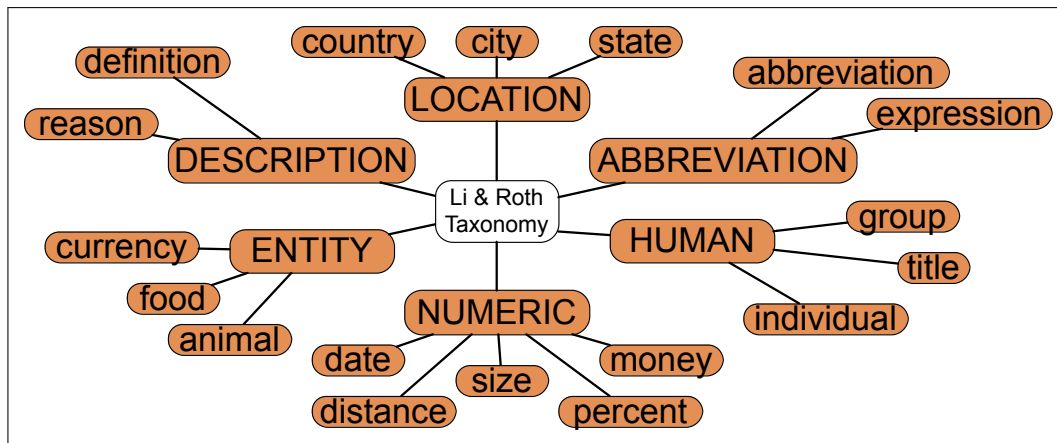 country
city
state
definition
abbreviation
LOCATION
expression
reason
DESCRIPTION
ABBREVIATION
Li & Roth
Taxonomy
group
currency
ENTITY
HUMAN
title
food
individual
animal
NUMERIC
date
money
size
distance
percent